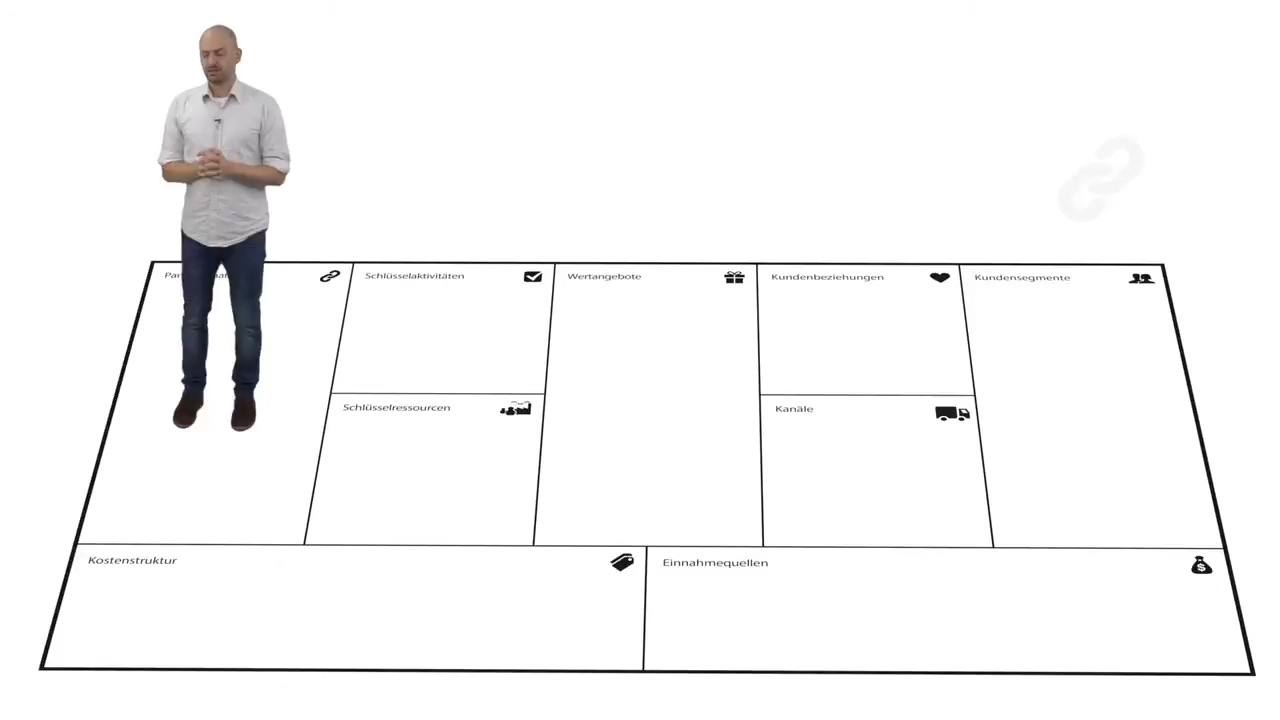 Schlüsselaktivitäten
Wertangebote
Kundenbeziehungen
Kundensegmente
Schlüsselressourcen
Kanäle
Kostenstruktur
Einnahmequellen
$